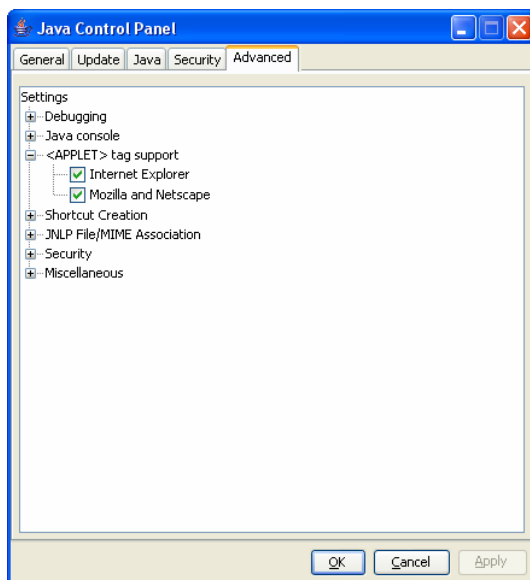 Java Control Panel
General Update Java Security Advanced
Settings
Debugging
Java console
<APPLET> tag support
Internet Explorer
Mozilla and Netscape
Shortcut Creation
JNLP File/MIME Association
Security
Miscellaneous
OK Cancel Apply